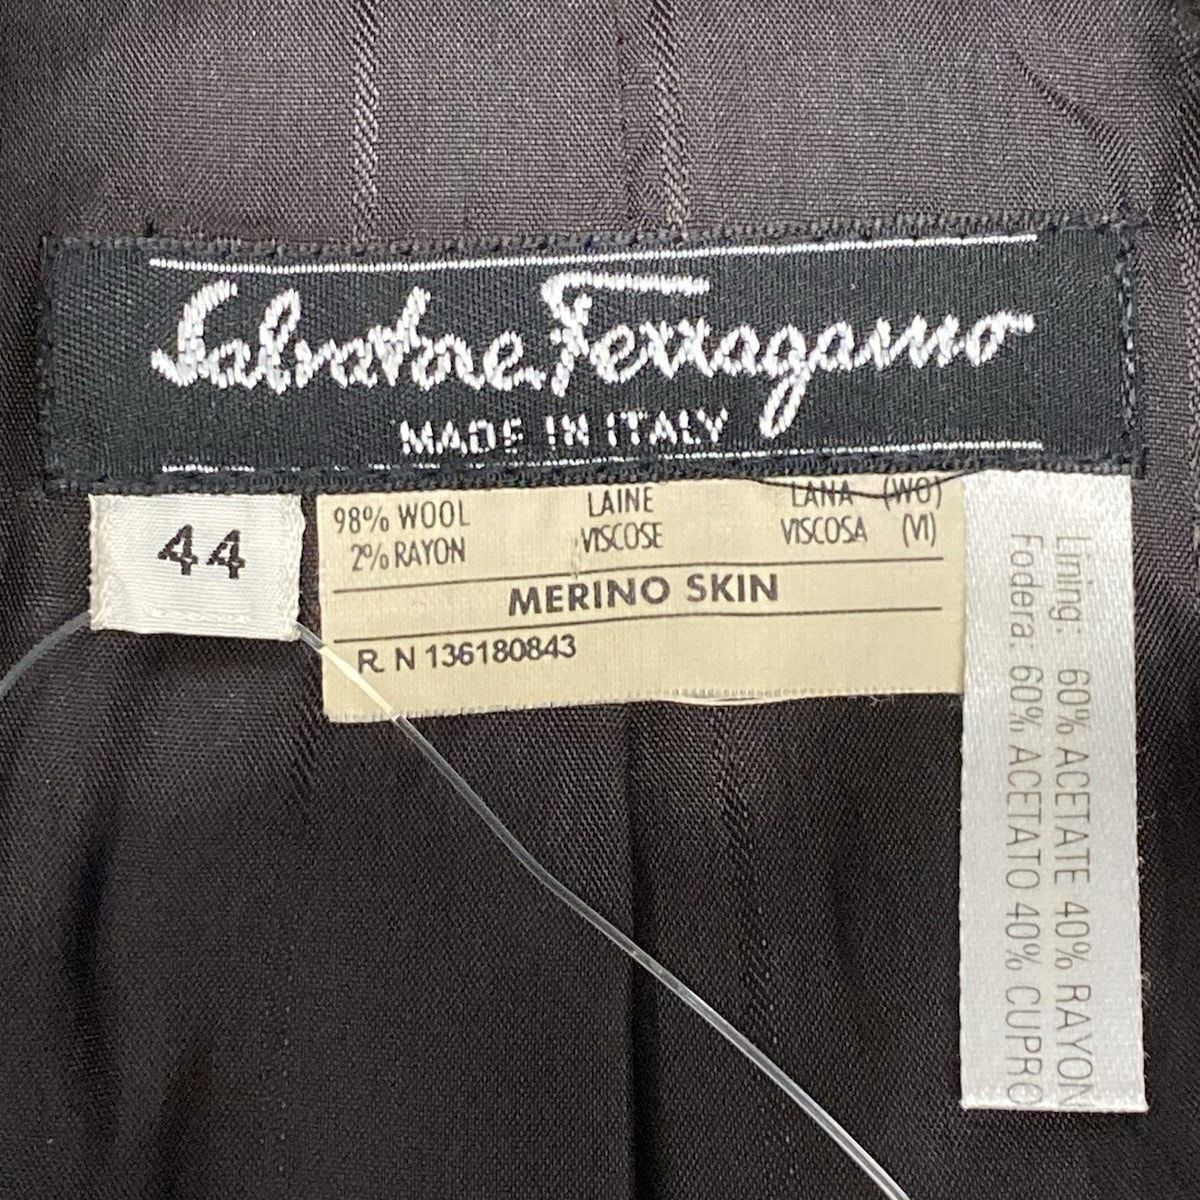 Salvatore Ferragamo
MADE IN ITALY
44
98% WOOL LAINE LANA (WO)
2% RAYON VISCOSE VISCOSA (VI)
MERINO SKIN
R. N 136180843
Lining: 60% ACETATE 40% RAYON
Fodera: 60% ACETATO 40% CUPRO